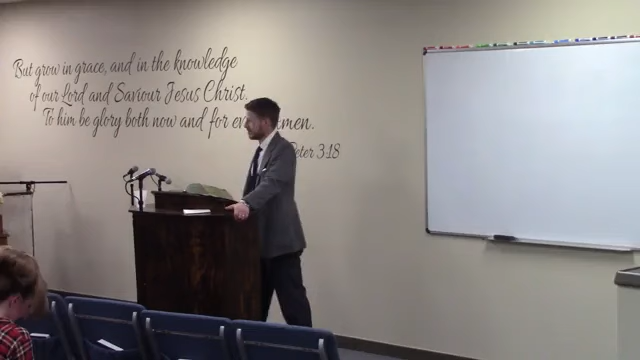 But grow in grace, and in the knowledge
of our Lord and Saviour Jesus Christ.
To him be glory both now and for
3:18